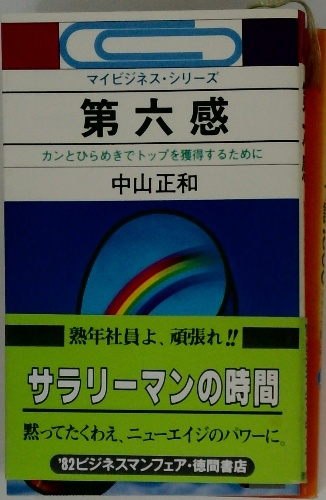 マイビジネス・シリーズ
第六感
カンとひらめきでトップを獲得するために
中山正和
熟年社員よ、頑張れ!!
サラリーマンの時間
黙ってたくわえ、ニューエイジのパワーに。
'82ビジネスマンフェア・徳間書店